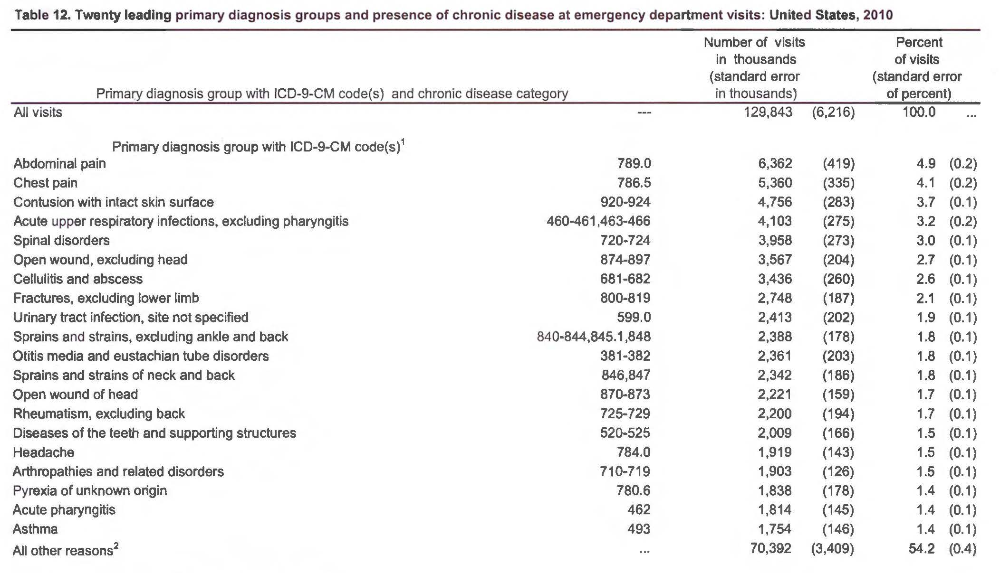 Table 12. Twenty leading primary diagnosis groups and presence of chronic disease at emergency department visits: United States, 2010
Number of visits Percent
in thousands of visits
(standard error (standard error
Primary diagnosis group with ICD-9-CM code(s) and chronic disease category in thousands) of percent)
All visits --- 129,843 (6,216) 100.0 ...
Primary diagnosis group with ICD-9-CM code(s)¹
Abdominal pain 789.0 6,362 (419) 4.9 (0.2)
Chest pain 786.5 5,360 (335) 4.1 (0.2)
Contusion with intact skin surface 920-924 4,756 (283) 3.7 (0.1)
Acute upper respiratory infections, excluding pharyngitis 460-461,463-466 4,103 (275) 3.2 (0.2)
Spinal disorders 720-724 3,958 (273) 3.0 (0.1)
Open wound, excluding head 874-897 3,567 (204) 2.7 (0.1)
Cellulitis and abscess 681-682 3,436 (260) 2.6 (0.1)
Fractures, excluding lower limb 800-819 2,748 (187) 2.1 (0.1)
Urinary tract infection, site not specified 599.0 2,413 (202) 1.9 (0.1)
Sprains and strains, excluding ankle and back 840-844,845.1,848 2,388 (178) 1.8 (0.1)
Otitis media and eustachian tube disorders 381-382 2,361 (203) 1.8 (0.1)
Sprains and strains of neck and back 846,847 2,342 (186) 1.8 (0.1)
Open wound of head 870-873 2,221 (159) 1.7 (0.1)
Rheumatism, excluding back 725-729 2,200 (194) 1.7 (0.1)
Diseases of the teeth and supporting structures 520-525 2,009 (166) 1.5 (0.1)
Headache 784.0 1,919 (143) 1.5 (0.1)
Arthropathies and related disorders 710-719 1,903 (126) 1.5 (0.1)
Pyrexia of unknown origin 780.6 1,838 (178) 1.4 (0.1)
Acute pharyngitis 462 1,814 (145) 1.4 (0.1)
Asthma 493 1,754 (146) 1.4 (0.1)
All other reasons² ... 70,392 (3,409) 54.2 (0.4)